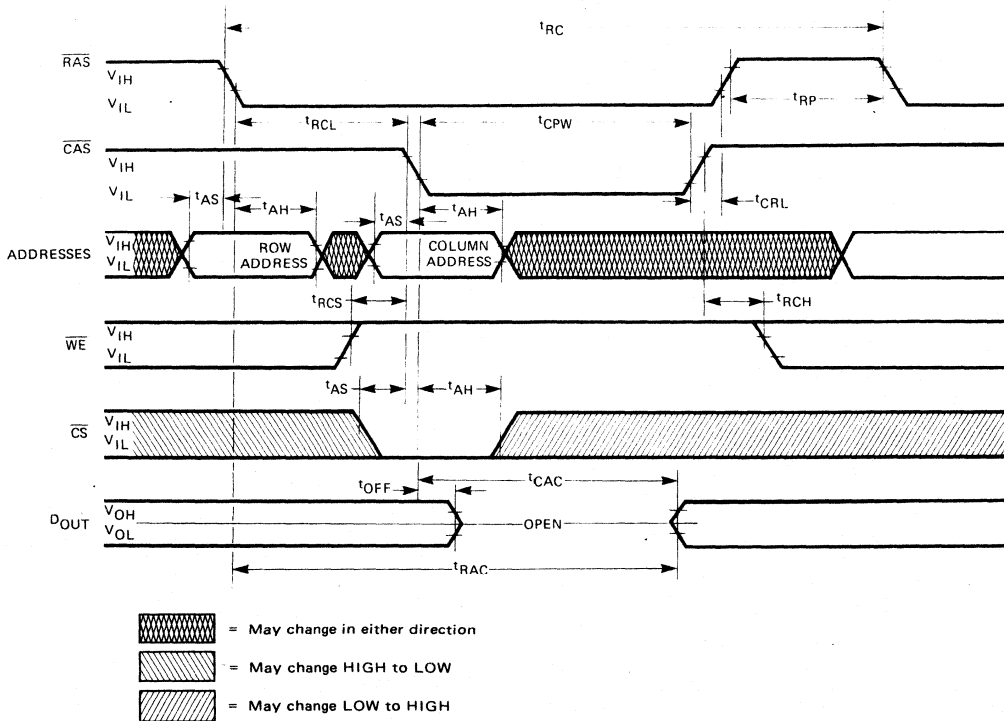 tRC
RAS
VIH
VIL
tRP
tRCL
tCPW
CAS
VIH
VIL
tCRL
tAS
tAH
tAS
tAH
ADDRESSES
VIH
VIL
ROW
ADDRESS
COLUMN
ADDRESS
tRCS
tRCH
WE
VIH
VIL
tAS
tAH
CS
VIH
VIL
tCAC
tOFF
DOUT
VOH
VOL
OPEN
tRAC
= May change in either direction
= May change HIGH to LOW
= May change LOW to HIGH